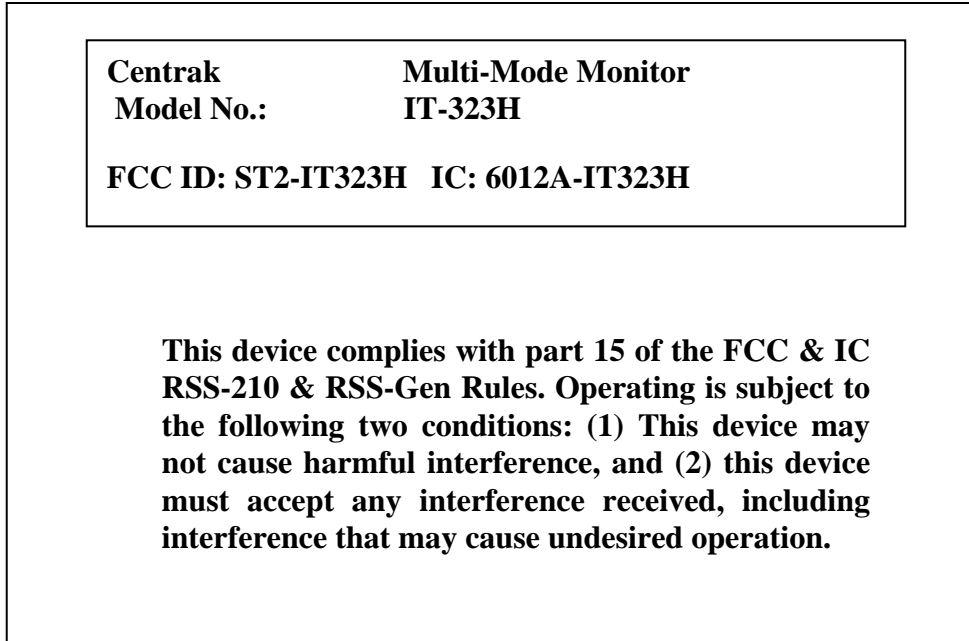 Centrak Multi-Mode Monitor
Model No.: IT-323H
FCC ID: ST2-IT323H IC: 6012A-IT323H
This device complies with part 15 of the FCC & IC
RSS-210 & RSS-Gen Rules. Operating is subject to
the following two conditions: (1) This device may
not cause harmful interference, and (2) this device
must accept any interference received, including
interference that may cause undesired operation.